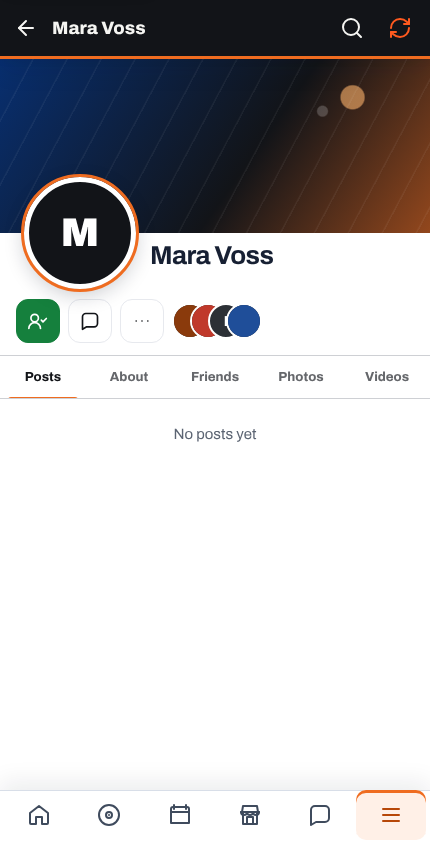 Mara Voss
M
Mara Voss
Posts About Friends Photos Videos
No posts yet